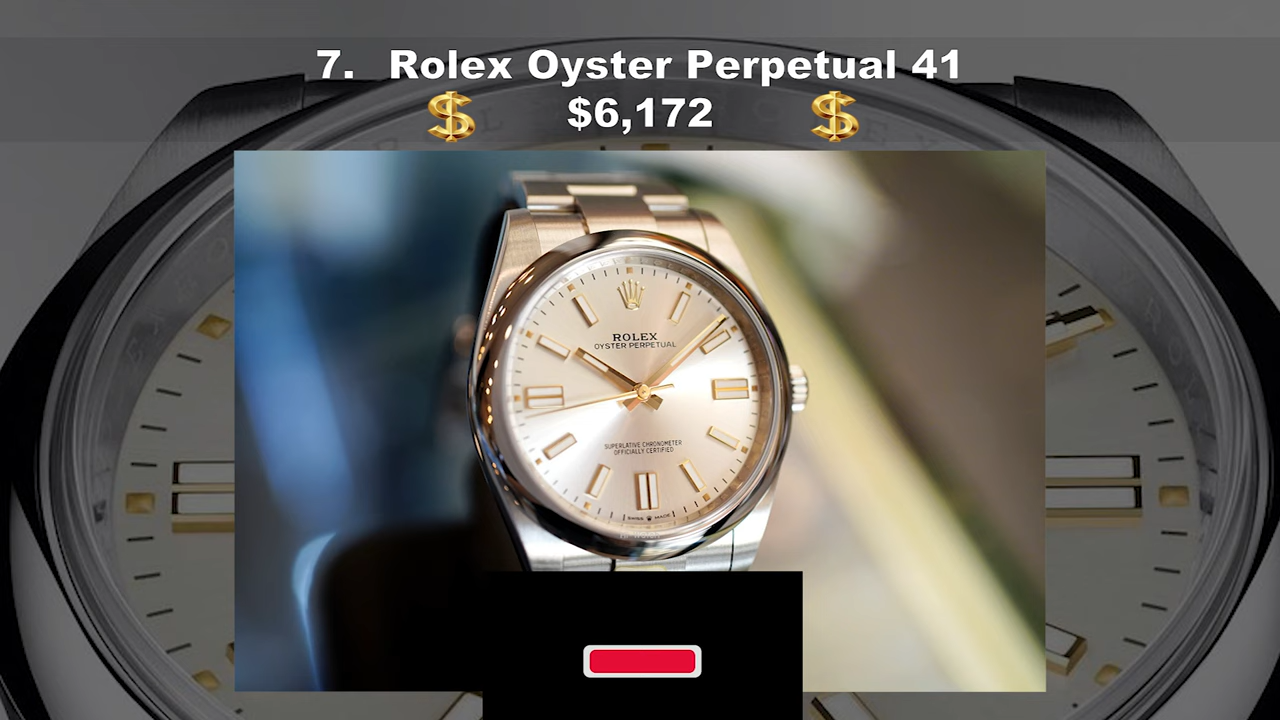 7. Rolex Oyster Perpetual 41
$6,172
ROLEX
OYSTER PERPETUAL
SUPERLATIVE CHRONOMETER
OFFICIALLY CERTIFIED
SWISS MADE